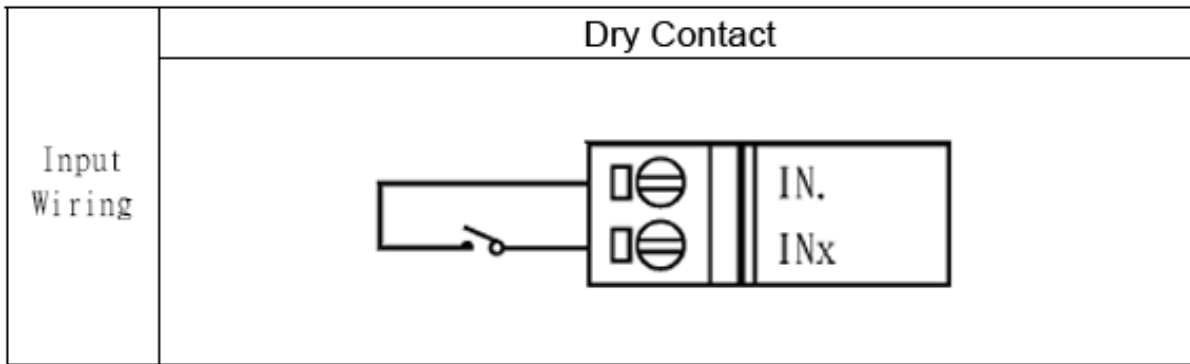 Dry Contact
Input
Wiring
IN.
INx